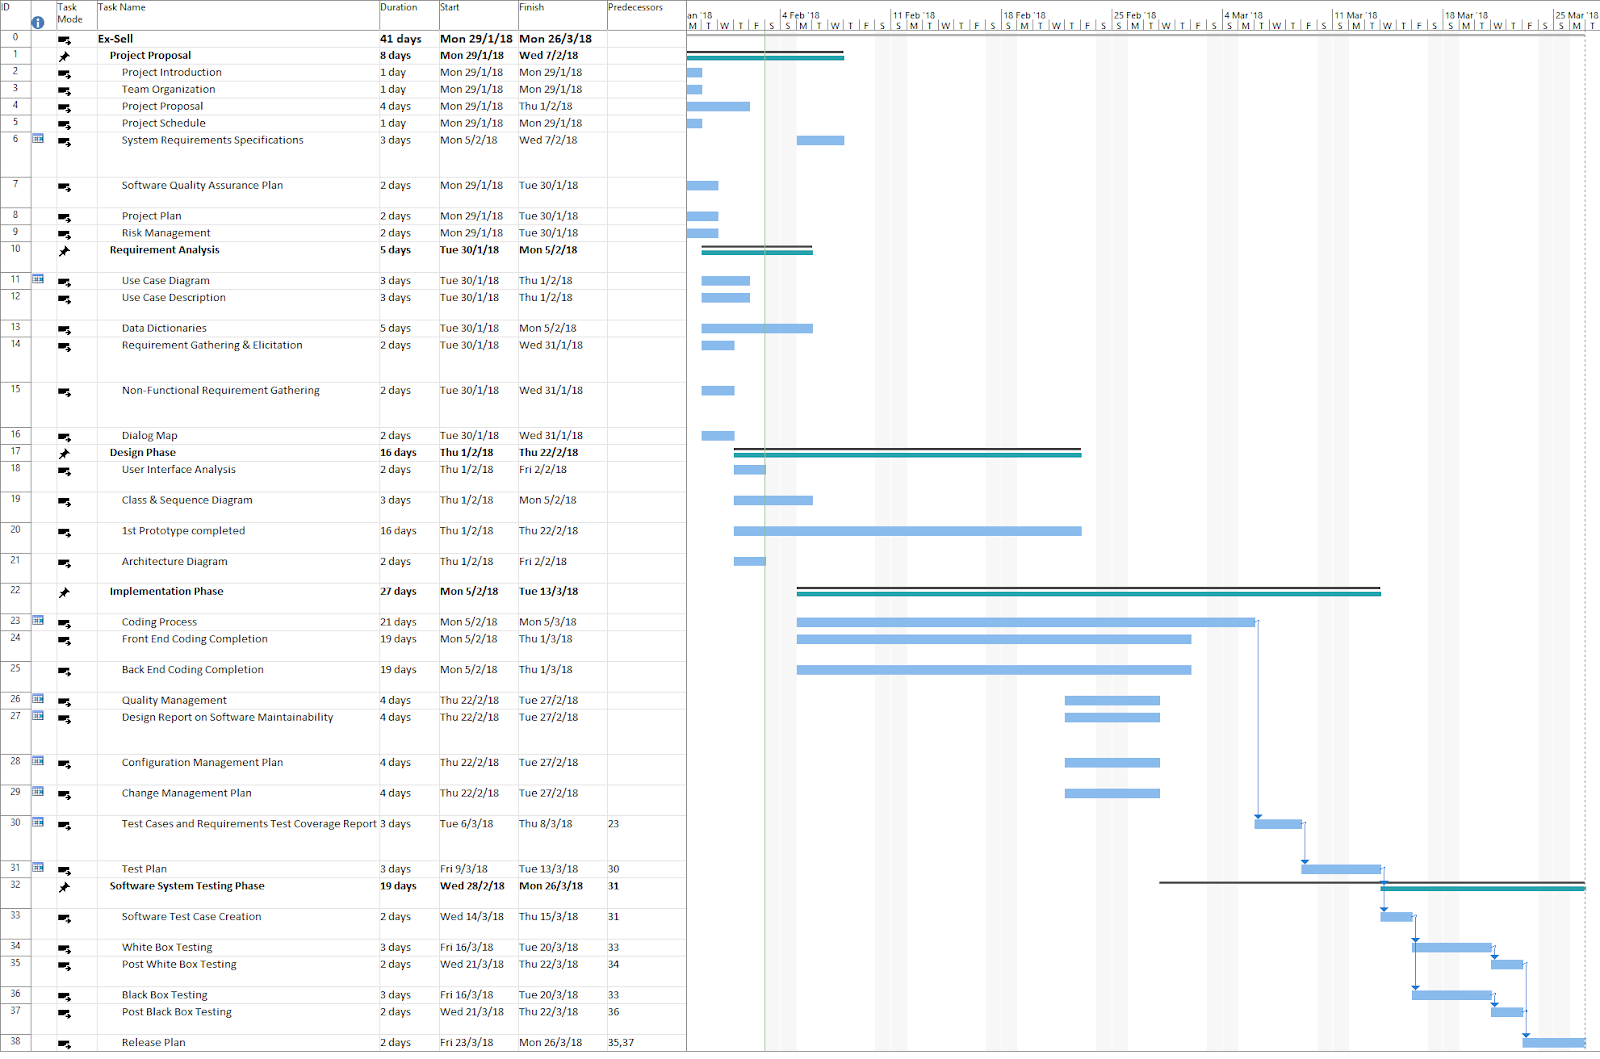 ID Task Mode Task Name Duration Start Finish Predecessors
an '18 4 Feb '18 11 Feb '18 18 Feb '18 25 Feb '18 4 Mar '18 11 Mar '18 18 Mar '18 25 Mar '18
M T W T F S S M T W T F S S M T W T F S S M T W T F S S M T W T F S S M T W T F S S M T W T F S S M T W T F S S M T
0 Ex-Sell 41 days Mon 29/1/18 Mon 26/3/18
1 Project Proposal 8 days Mon 29/1/18 Wed 7/2/18
2 Project Introduction 1 day Mon 29/1/18 Mon 29/1/18
3 Team Organization 1 day Mon 29/1/18 Mon 29/1/18
4 Project Proposal 4 days Mon 29/1/18 Thu 1/2/18
5 Project Schedule 1 day Mon 29/1/18 Mon 29/1/18
6 System Requirements Specifications 3 days Mon 5/2/18 Wed 7/2/18
7 Software Quality Assurance Plan 2 days Mon 29/1/18 Tue 30/1/18
8 Project Plan 2 days Mon 29/1/18 Tue 30/1/18
9 Risk Management 2 days Mon 29/1/18 Tue 30/1/18
10 Requirement Analysis 5 days Tue 30/1/18 Mon 5/2/18
11 Use Case Diagram 3 days Tue 30/1/18 Thu 1/2/18
12 Use Case Description 3 days Tue 30/1/18 Thu 1/2/18
13 Data Dictionaries 5 days Tue 30/1/18 Mon 5/2/18
14 Requirement Gathering & Elicitation 2 days Tue 30/1/18 Wed 31/1/18
15 Non-Functional Requirement Gathering 2 days Tue 30/1/18 Wed 31/1/18
16 Dialog Map 2 days Tue 30/1/18 Wed 31/1/18
17 Design Phase 16 days Thu 1/2/18 Thu 22/2/18
18 User Interface Analysis 2 days Thu 1/2/18 Fri 2/2/18
19 Class & Sequence Diagram 3 days Thu 1/2/18 Mon 5/2/18
20 1st Prototype completed 16 days Thu 1/2/18 Thu 22/2/18
21 Architecture Diagram 2 days Thu 1/2/18 Fri 2/2/18
22 Implementation Phase 27 days Mon 5/2/18 Tue 13/3/18
23 Coding Process 21 days Mon 5/2/18 Mon 5/3/18
24 Front End Coding Completion 19 days Mon 5/2/18 Thu 1/3/18
25 Back End Coding Completion 19 days Mon 5/2/18 Thu 1/3/18
26 Quality Management 4 days Thu 22/2/18 Tue 27/2/18
27 Design Report on Software Maintainability 4 days Thu 22/2/18 Tue 27/2/18
28 Configuration Management Plan 4 days Thu 22/2/18 Tue 27/2/18
29 Change Management Plan 4 days Thu 22/2/18 Tue 27/2/18
30 Test Cases and Requirements Test Coverage Report 3 days Tue 6/3/18 Thu 8/3/18 23
31 Test Plan 3 days Fri 9/3/18 Tue 13/3/18 30
32 Software System Testing Phase 19 days Wed 28/2/18 Mon 26/3/18 31
33 Software Test Case Creation 2 days Wed 14/3/18 Thu 15/3/18 31
34 White Box Testing 3 days Fri 16/3/18 Tue 20/3/18 33
35 Post White Box Testing 2 days Wed 21/3/18 Thu 22/3/18 34
36 Black Box Testing 3 days Fri 16/3/18 Tue 20/3/18 33
37 Post Black Box Testing 2 days Wed 21/3/18 Thu 22/3/18 36
38 Release Plan 2 days Fri 23/3/18 Mon 26/3/18 35,37